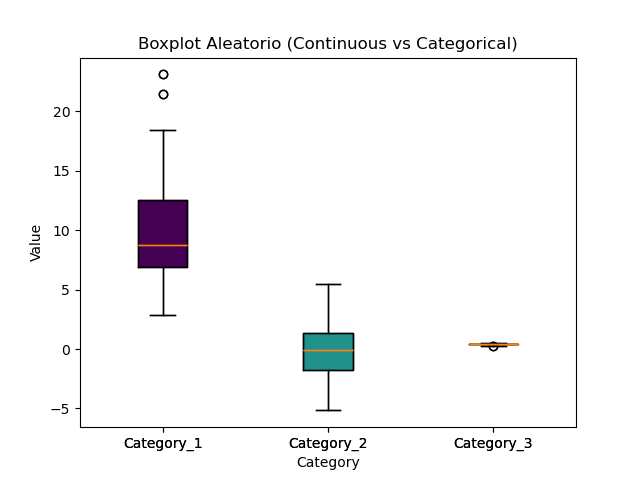 Boxplot Aleatorio (Continuous vs Categorical)
20
15
10
5
0
−5
Value
Category_1 Category_2 Category_3
Category